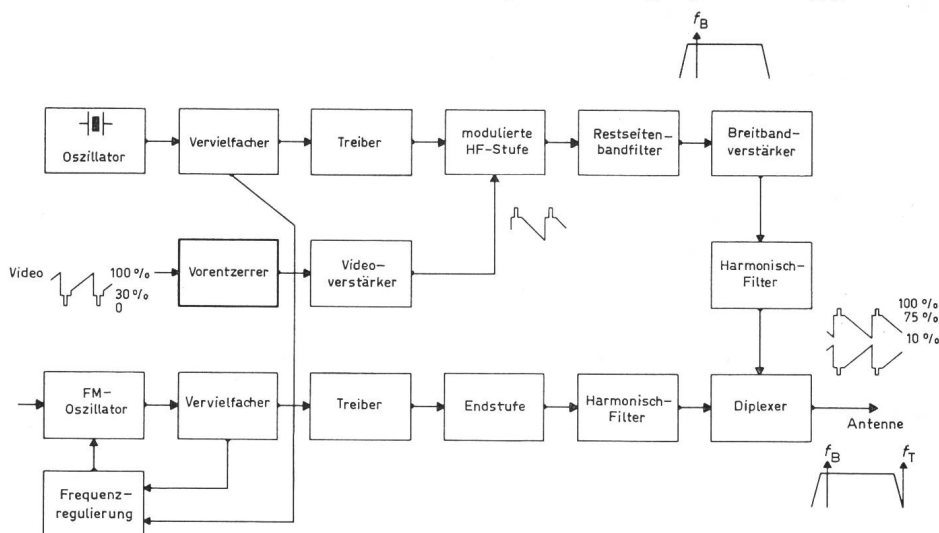 f_B
Oszillator
Vervielfacher
Treiber
modulierte
HF-Stufe
Restseiten-
bandfilter
Breitband-
verstärker
Video
100 %
30 %
0
Vorentzerrer
Video-
verstärker
Harmonisch-
Filter
100 %
75 %
10 %
FM-
Oszillator
Vervielfacher
Treiber
Endstufe
Harmonisch-
Filter
Diplexer
Antenne
Frequenz-
regulierung
f_B
f_T